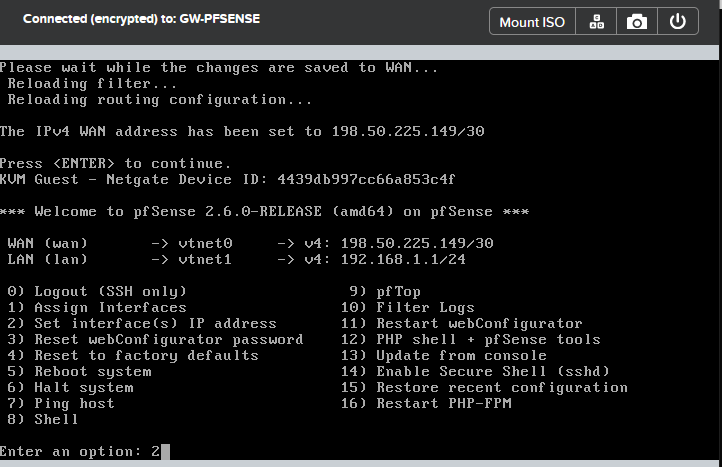 Connected (encrypted) to: GW-PFSENSE
Mount ISO
C
A D
Please wait while the changes are saved to WAN...
 Reloading filter...
 Reloading routing configuration...
The IPv4 WAN address has been set to 198.50.225.149/30
Press <ENTER> to continue.
KVM Guest - Netgate Device ID: 4439db997cc66a853c4f
*** Welcome to pfSense 2.6.0-RELEASE (amd64) on pfSense ***
 WAN (wan)       -> vtnet0     -> v4: 198.50.225.149/30
 LAN (lan)       -> vtnet1     -> v4: 192.168.1.1/24
 0) Logout (SSH only)                  9) pfTop
 1) Assign Interfaces                 10) Filter Logs
 2) Set interface(s) IP address       11) Restart webConfigurator
 3) Reset webConfigurator password    12) PHP shell + pfSense tools
 4) Reset to factory defaults         13) Update from console
 5) Reboot system                     14) Enable Secure Shell (sshd)
 6) Halt system                       15) Restore recent configuration
 7) Ping host                         16) Restart PHP-FPM
 8) Shell
Enter an option: 2